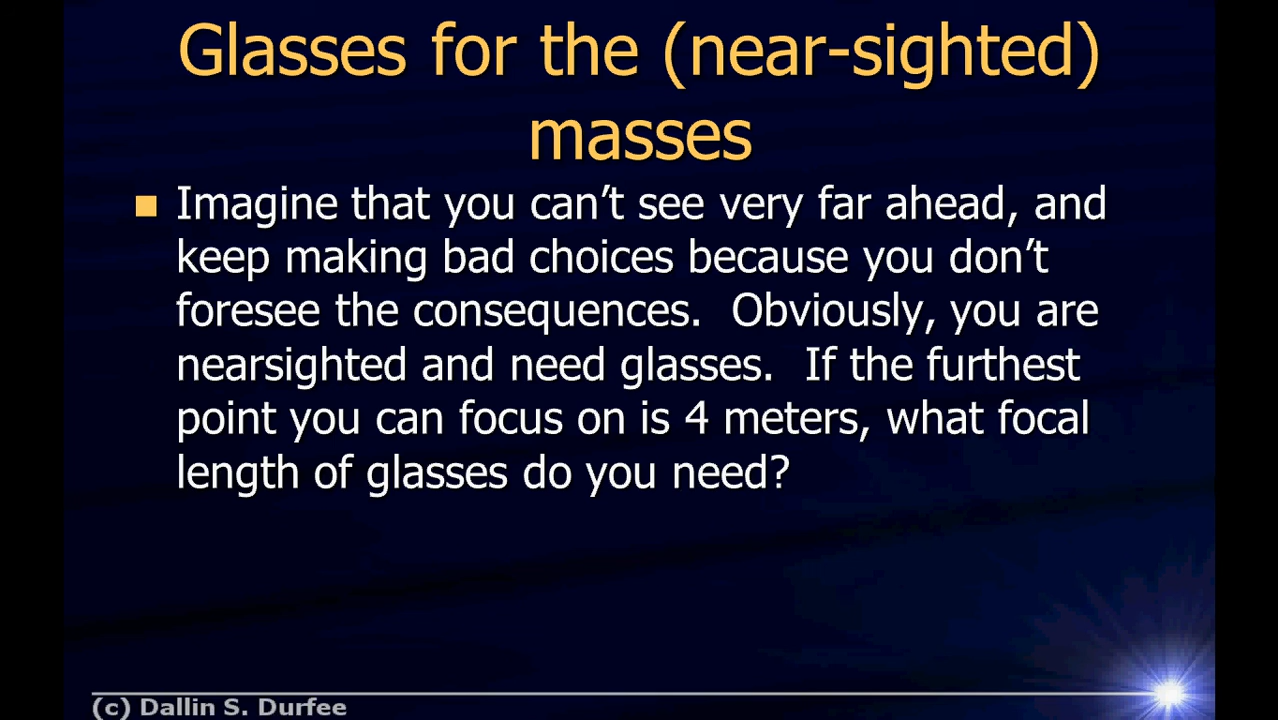 Glasses for the (near-sighted)
masses
Imagine that you can't see very far ahead, and
keep making bad choices because you don't
foresee the consequences.  Obviously, you are
nearsighted and need glasses.  If the furthest
point you can focus on is 4 meters, what focal
length of glasses do you need?
(c) Dallin S. Durfee